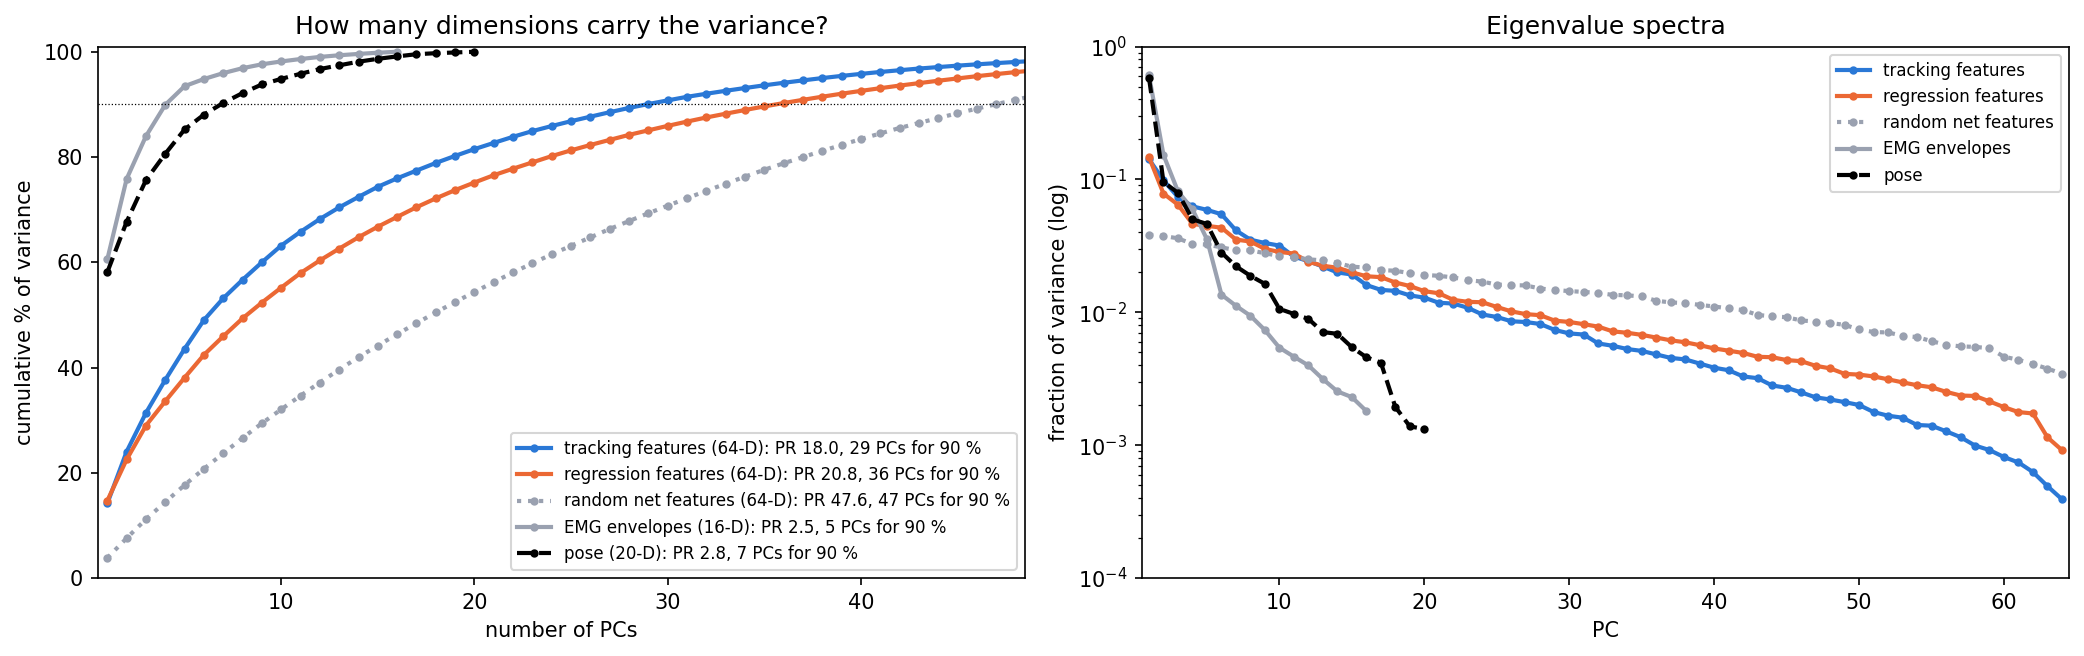 How many dimensions carry the variance?
cumulative % of variance
100
80
60
40
20
0
10
20
30
40
number of PCs
tracking features (64-D): PR 18.0, 29 PCs for 90 %
regression features (64-D): PR 20.8, 36 PCs for 90 %
random net features (64-D): PR 47.6, 47 PCs for 90 %
EMG envelopes (16-D): PR 2.5, 5 PCs for 90 %
pose (20-D): PR 2.8, 7 PCs for 90 %
Eigenvalue spectra
fraction of variance (log)
10⁰
10⁻¹
10⁻²
10⁻³
10⁻⁴
10
20
30
40
50
60
PC
tracking features
regression features
random net features
EMG envelopes
pose